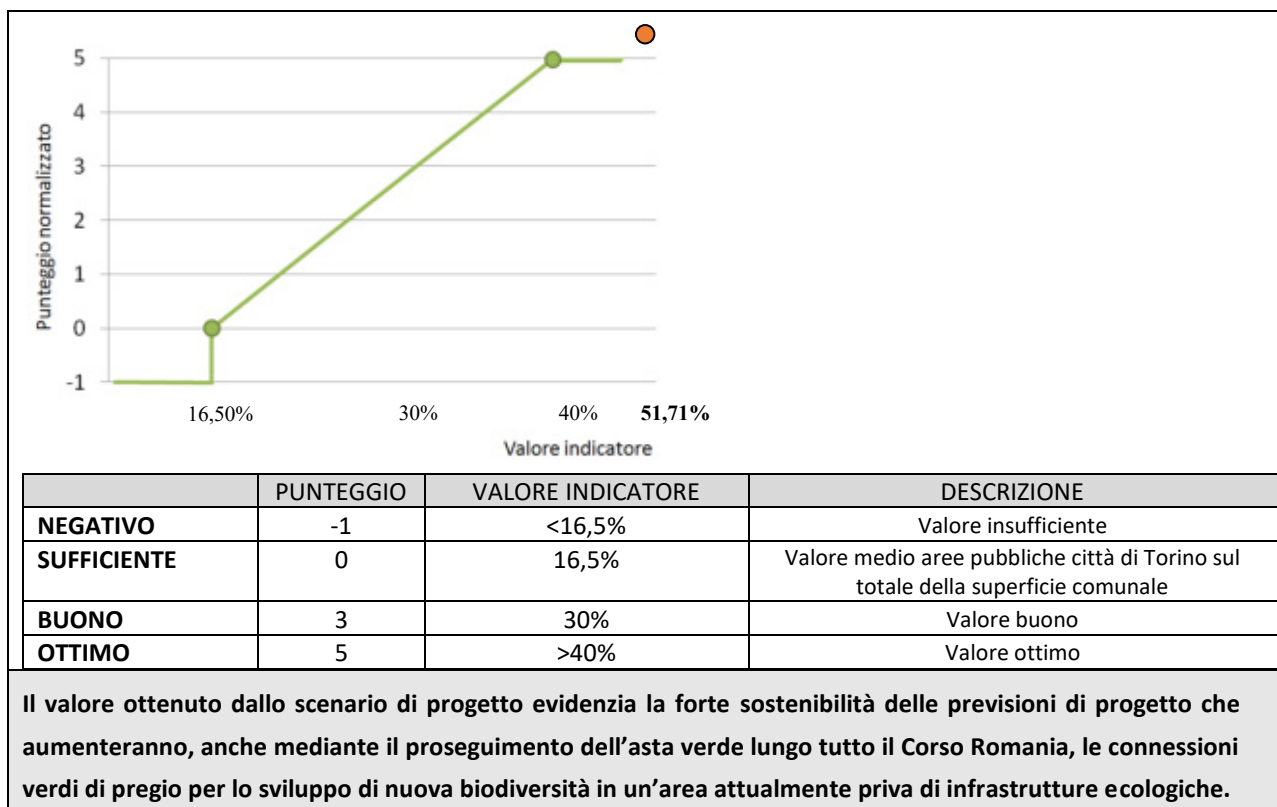 5
4
3
2
1
0
-1
Punteggio normalizzato
16,50% 30% 40% 51,71%
Valore indicatore
PUNTEGGIO VALORE INDICATORE DESCRIZIONE
NEGATIVO -1 <16,5% Valore insufficiente
SUFFICIENTE 0 16,5% Valore medio aree pubbliche città di Torino sul
totale della superficie comunale
BUONO 3 30% Valore buono
OTTIMO 5 >40% Valore ottimo
Il valore ottenuto dallo scenario di progetto evidenzia la forte sostenibilità delle previsioni di progetto che
aumenteranno, anche mediante il proseguimento dell'asta verde lungo tutto il Corso Romania, le connessioni
verdi di pregio per lo sviluppo di nuova biodiversità in un'area attualmente priva di infrastrutture ecologiche.